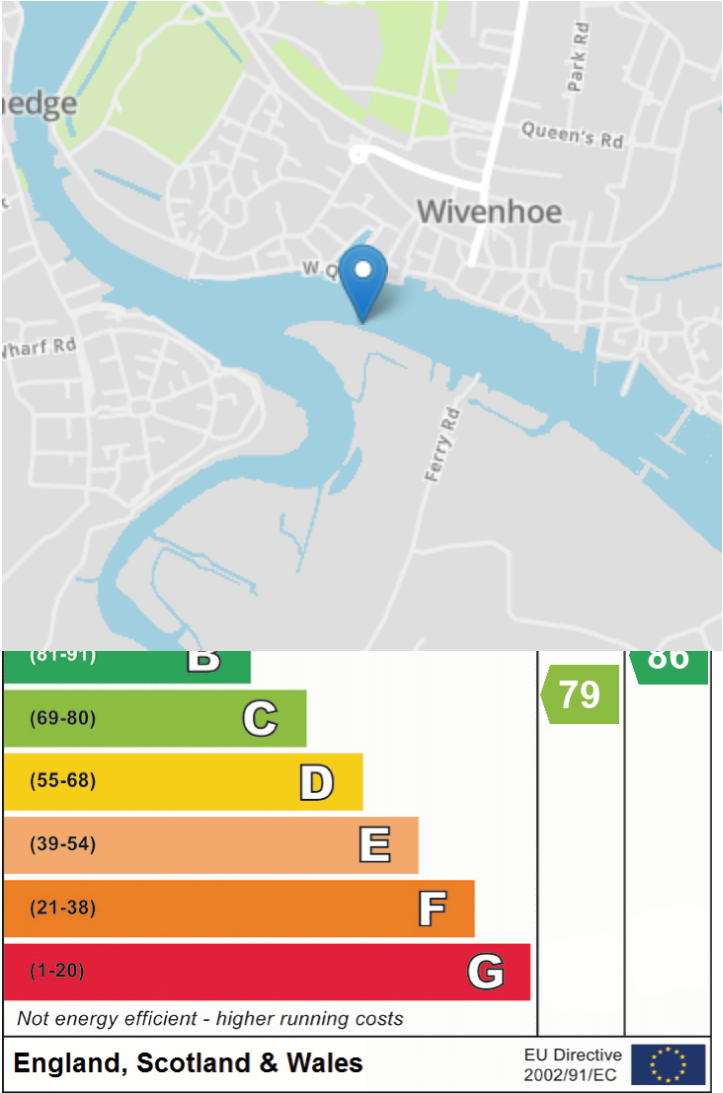 Park Rd
nedge
Queen's Rd
Wivenhoe
W Q
Wharf Rd
Ferry Rd
(81-91) B 86
79
(69-80) C
(55-68) D
(39-54) E
(21-38) F
(1-20) G
Not energy efficient - higher running costs
England, Scotland & Wales
EU Directive
2002/91/EC